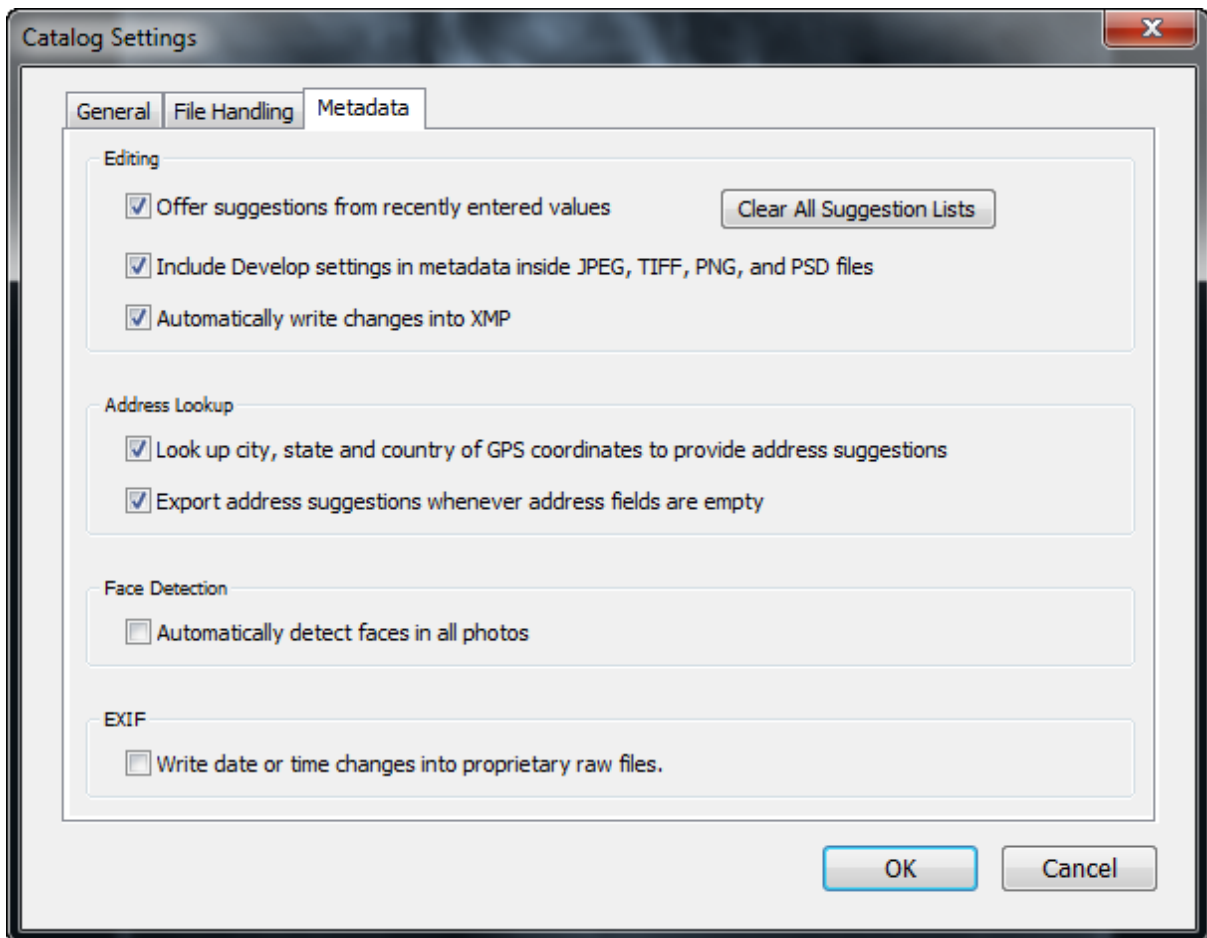 Catalog Settings
General File Handling Metadata
Editing
Offer suggestions from recently entered values Clear All Suggestion Lists
Include Develop settings in metadata inside JPEG, TIFF, PNG, and PSD files
Automatically write changes into XMP
Address Lookup
Look up city, state and country of GPS coordinates to provide address suggestions
Export address suggestions whenever address fields are empty
Face Detection
Automatically detect faces in all photos
EXIF
Write date or time changes into proprietary raw files.
OK Cancel